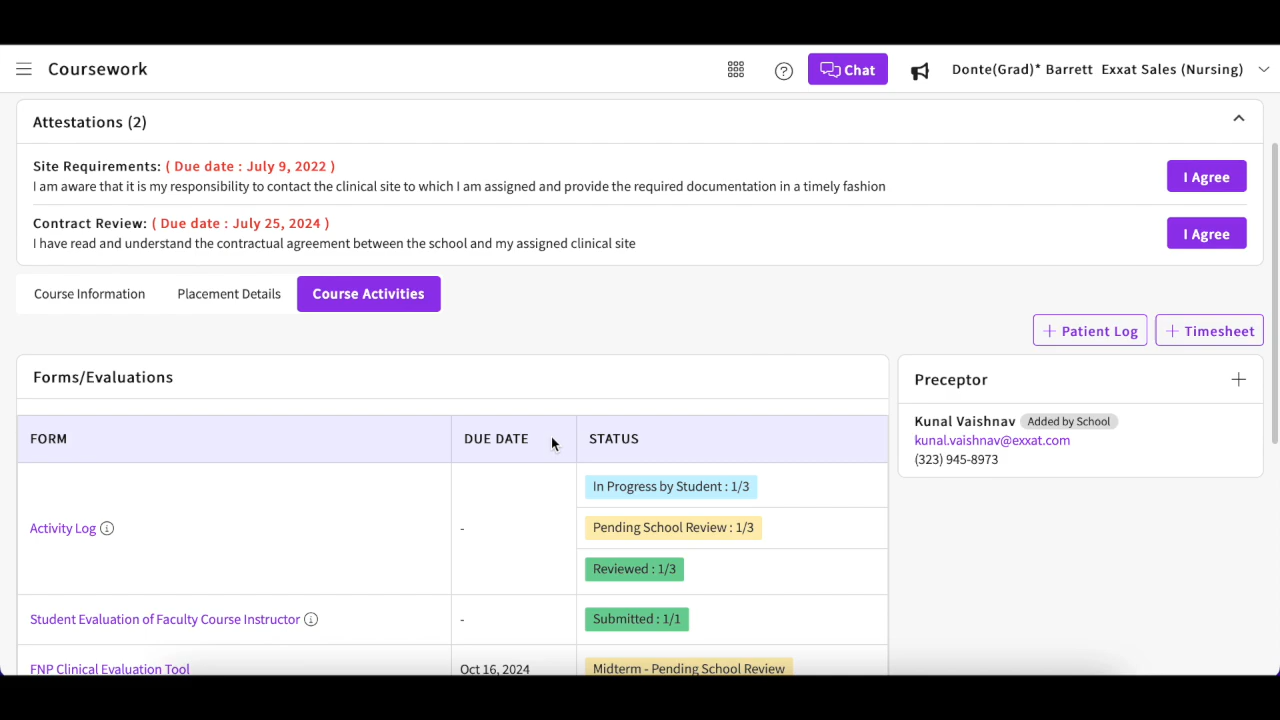 Coursework
Chat
Donte(Grad)* Barrett Exxat Sales (Nursing)
Attestations (2)
Site Requirements: ( Due date : July 9, 2022 )
I am aware that it is my responsibility to contact the clinical site to which I am assigned and provide the required documentation in a timely fashion
I Agree
Contract Review: ( Due date : July 25, 2024 )
I have read and understand the contractual agreement between the school and my assigned clinical site
I Agree
Course Information
Placement Details
Course Activities
+ Patient Log
+ Timesheet
Forms/Evaluations
FORM
DUE DATE
STATUS
Activity Log
-
In Progress by Student : 1/3
Pending School Review : 1/3
Reviewed : 1/3
Student Evaluation of Faculty Course Instructor
-
Submitted : 1/1
FNP Clinical Evaluation Tool
Oct 16, 2024
Midterm - Pending School Review
Preceptor
Kunal Vaishnav Added by School
kunal.vaishnav@exxat.com
(323) 945-8973